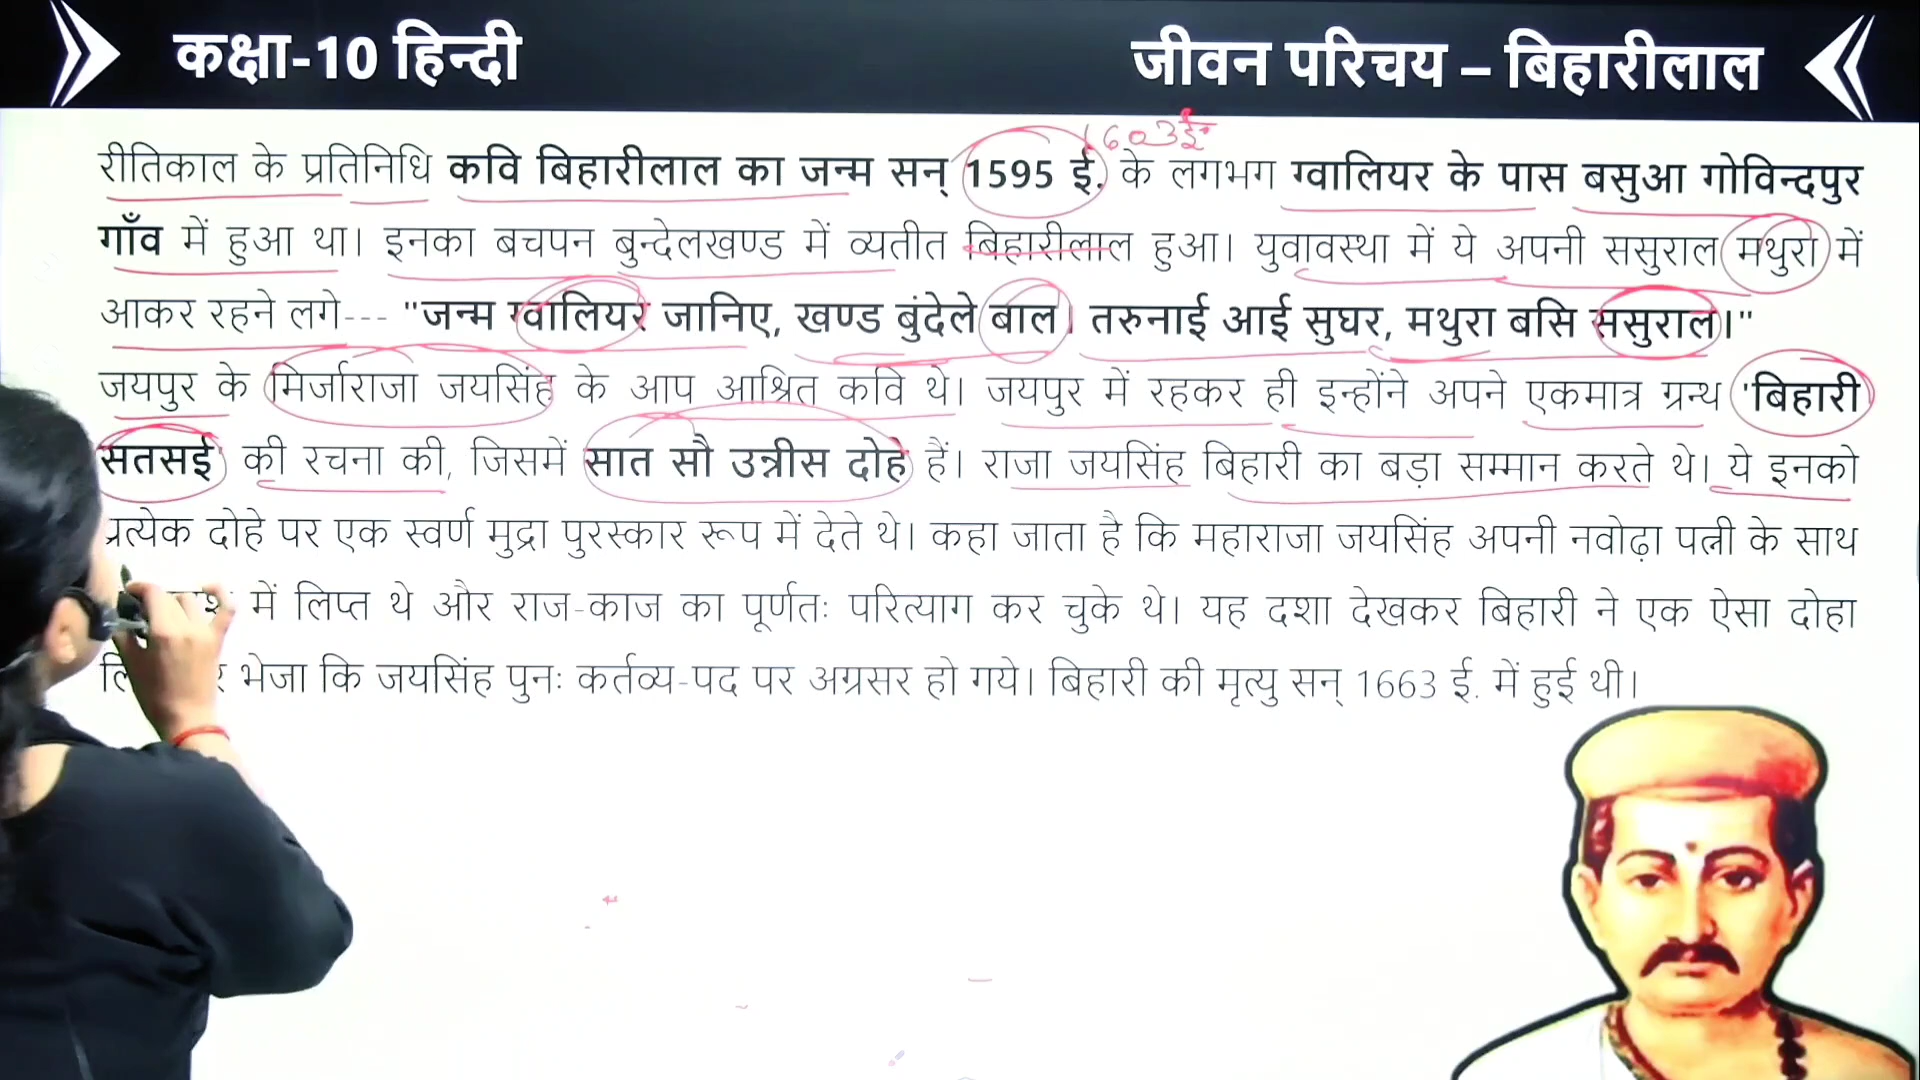 कक्षा-10 हिन्दी
जीवन परिचय – बिहारीलाल
1603ई.
रीतिकाल के प्रतिनिधि कवि बिहारीलाल का जन्म सन् 1595 ई. के लगभग ग्वालियर के पास बसुआ गोविन्दपुर
गाँव में हुआ था। इनका बचपन बुन्देलखण्ड में व्यतीत बिहारीलाल हुआ। युवावस्था में ये अपनी ससुराल मथुरा में
आकर रहने लगे--- "जन्म ग्वालियर जानिए, खण्ड बुंदेले बाल। तरुनाई आई सुघर, मथुरा बसि ससुराल।"
जयपुर के मिर्जाराजा जयसिंह के आप आश्रित कवि थे। जयपुर में रहकर ही इन्होंने अपने एकमात्र ग्रन्थ 'बिहारी
सतसई' की रचना की, जिसमें सात सौ उन्नीस दोहे हैं। राजा जयसिंह बिहारी का बड़ा सम्मान करते थे। ये इनको
प्रत्येक दोहे पर एक स्वर्ण मुद्रा पुरस्कार रूप में देते थे। कहा जाता है कि महाराजा जयसिंह अपनी नवोढ़ा पत्नी के साथ
में लिप्त थे और राज-काज का पूर्णतः परित्याग कर चुके थे। यह दशा देखकर बिहारी ने एक ऐसा दोहा
भेजा कि जयसिंह पुनः कर्तव्य-पद पर अग्रसर हो गये। बिहारी की मृत्यु सन् 1663 ई. में हुई थी।